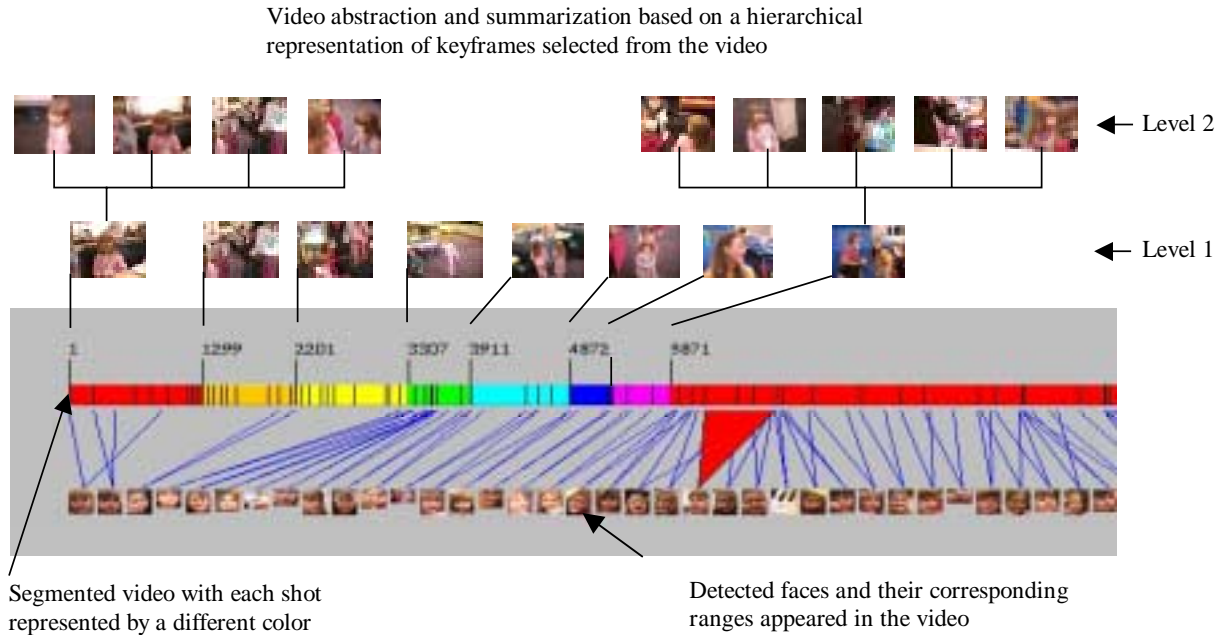 Video abstraction and summarization based on a hierarchical
representation of keyframes selected from the video
Level 2
Level 1
1 1299 2201 3307 3911 4872 5871
Segmented video with each shot
represented by a different color
Detected faces and their corresponding
ranges appeared in the video